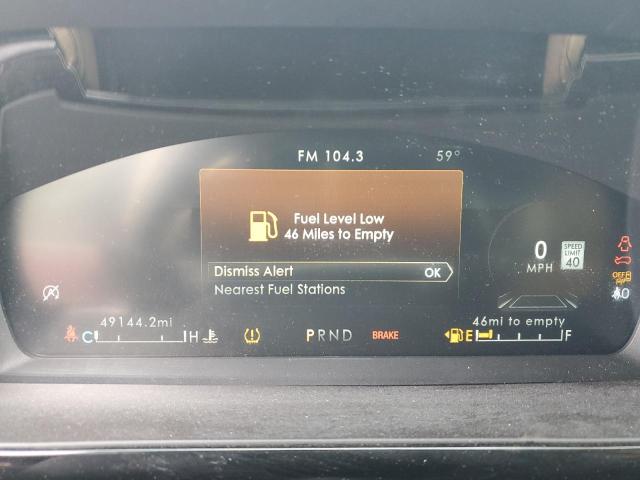 FM 104.3 59°
Fuel Level Low
46 Miles to Empty
Dismiss Alert OK
Nearest Fuel Stations
0
MPH
SPEED
LIMIT
40
OFF
49144.2mi
46mi to empty
C H
PRND
BRAKE
E F